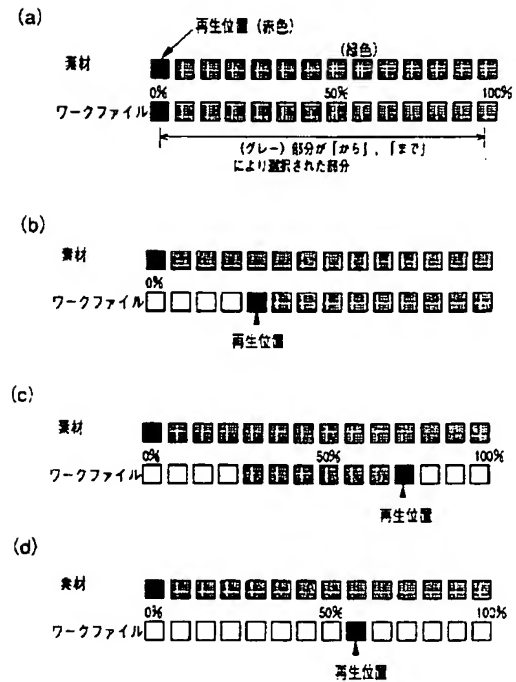 (a)
再生位置 (赤色)
素材
(緑色)
0% 50% 100%
ワークファイル
(グレー) 部分が「から」,「まで」
により選択された部分
(b)
素材
0%
ワークファイル
再生位置
(c)
素材
0% 50% 100%
ワークファイル
再生位置
(d)
素材
0% 50% 100%
ワークファイル
再生位置